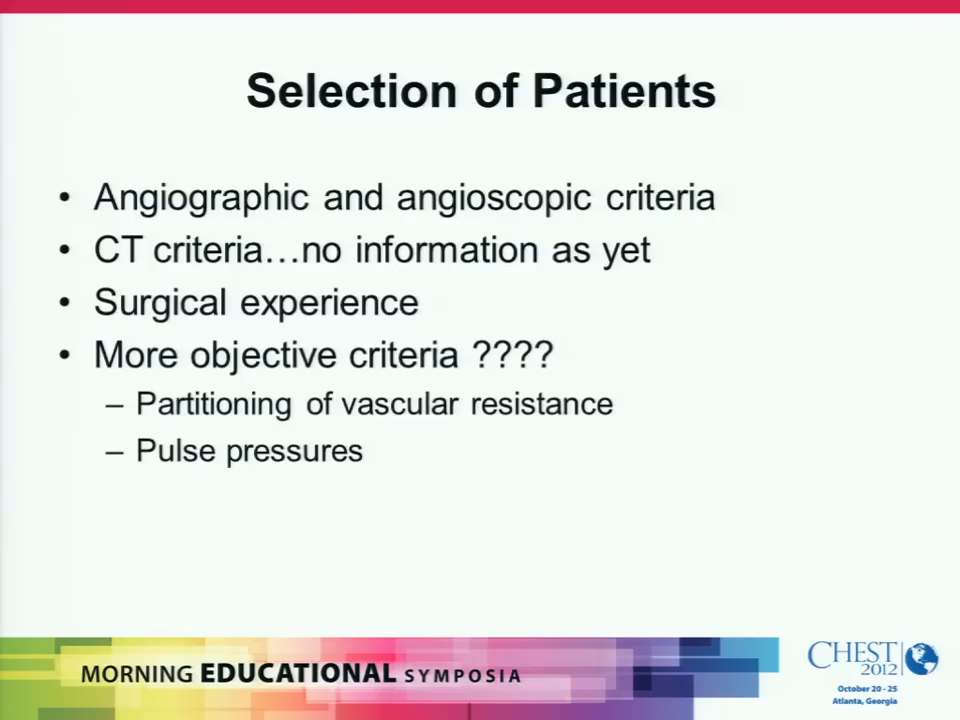 Selection of Patients
• Angiographic and angioscopic criteria
• CT criteria…no information as yet
• Surgical experience
• More objective criteria ????
– Partitioning of vascular resistance
– Pulse pressures
MORNING EDUCATIONAL SYMPOSIA
CHEST
2012
October 20 - 25
Atlanta, Georgia